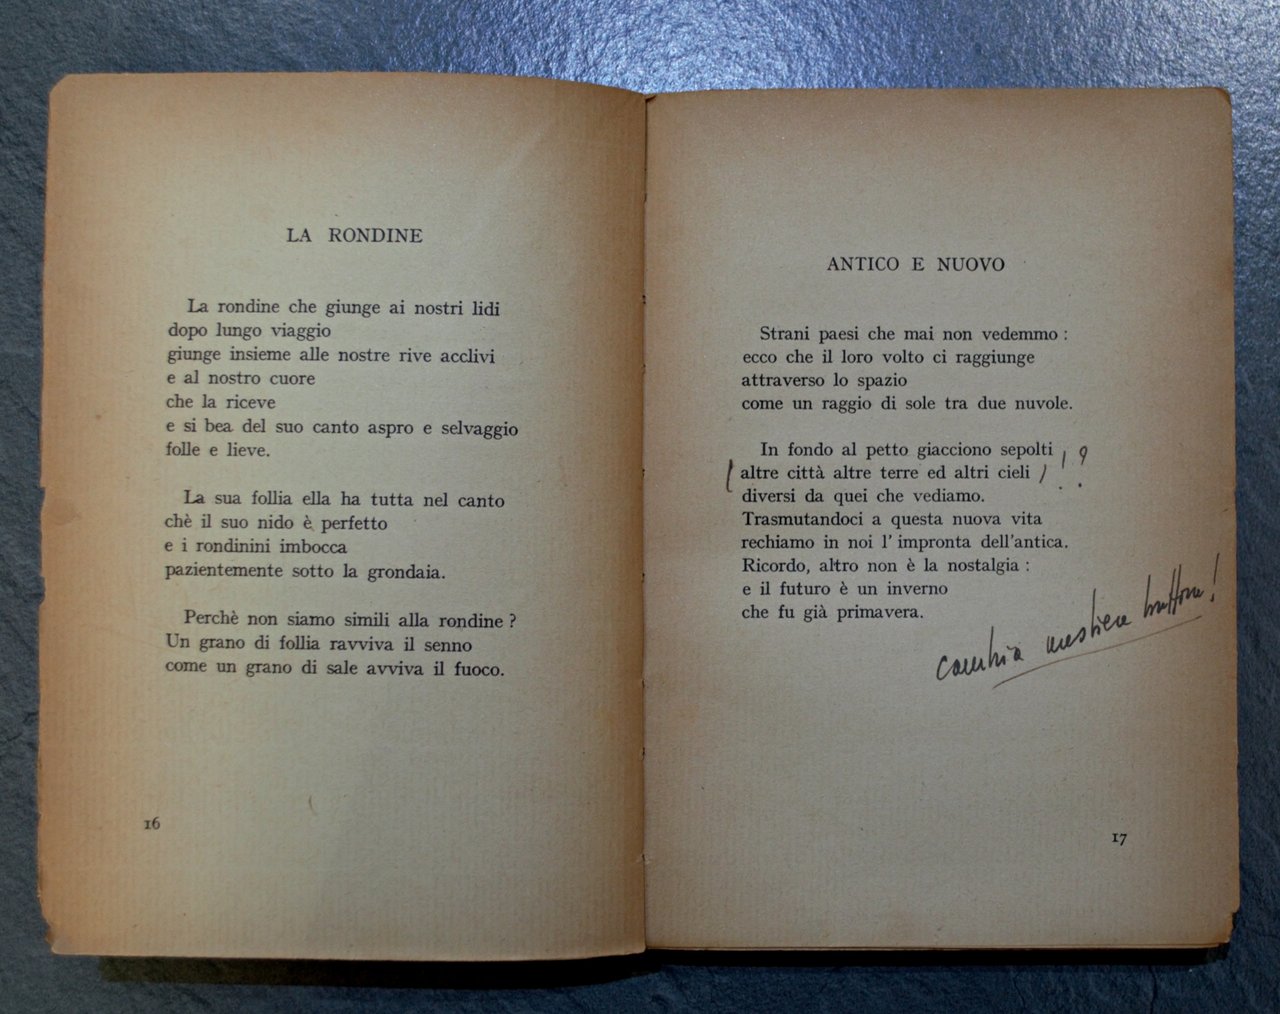 LA RONDINE
La rondine che giunge ai nostri lidi
dopo lungo viaggio
giunge insieme alle nostre rive acclivi
e al nostro cuore
che la riceve
e si bea del suo canto aspro e selvaggio
folle e lieve.
La sua follia ella ha tutta nel canto
chè il suo nido è perfetto
e i rondinini imbocca
pazientemente sotto la grondaia.
Perchè non siamo simili alla rondine ?
Un grano di follia ravviva il senno
come un grano di sale avviva il fuoco.
16
ANTICO E NUOVO
Strani paesi che mai non vedemmo :
ecco che il loro volto ci raggiunge
attraverso lo spazio
come un raggio di sole tra due nuvole.
In fondo al petto giacciono sepolti
( altre città altre terre ed altri cieli ) ! ?
diversi da quei che vediamo.
Trasmutandoci a questa nuova vita
rechiamo in noi l' impronta dell'antica.
Ricordo, altro non è la nostalgia :
e il futuro è un inverno
che fu già primavera.
cambia mestiere !
17